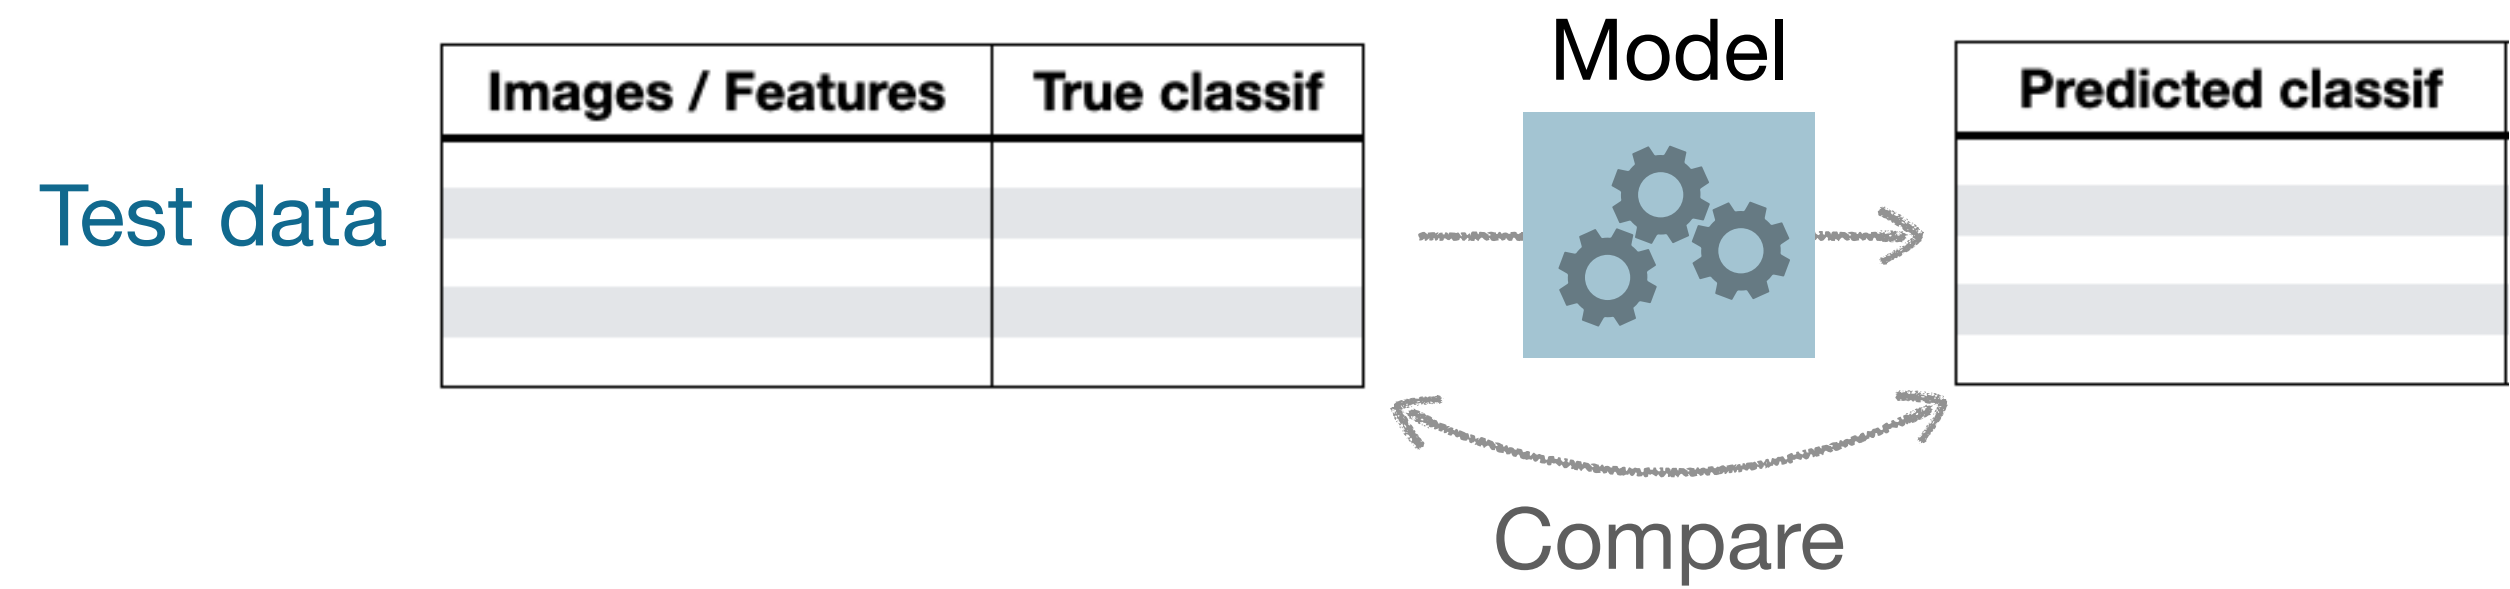 Model
Images / Features
True classif
Predicted classif
Test data
Compare